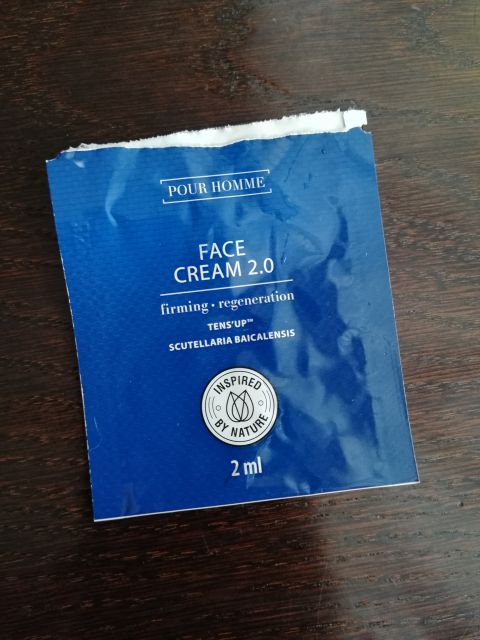 POUR HOMME
FACE
CREAM 2.0
firming • regeneration
TENS'UP™
SCUTELLARIA BAICALENSIS
INSPIRED
BY NATURE
2 ml